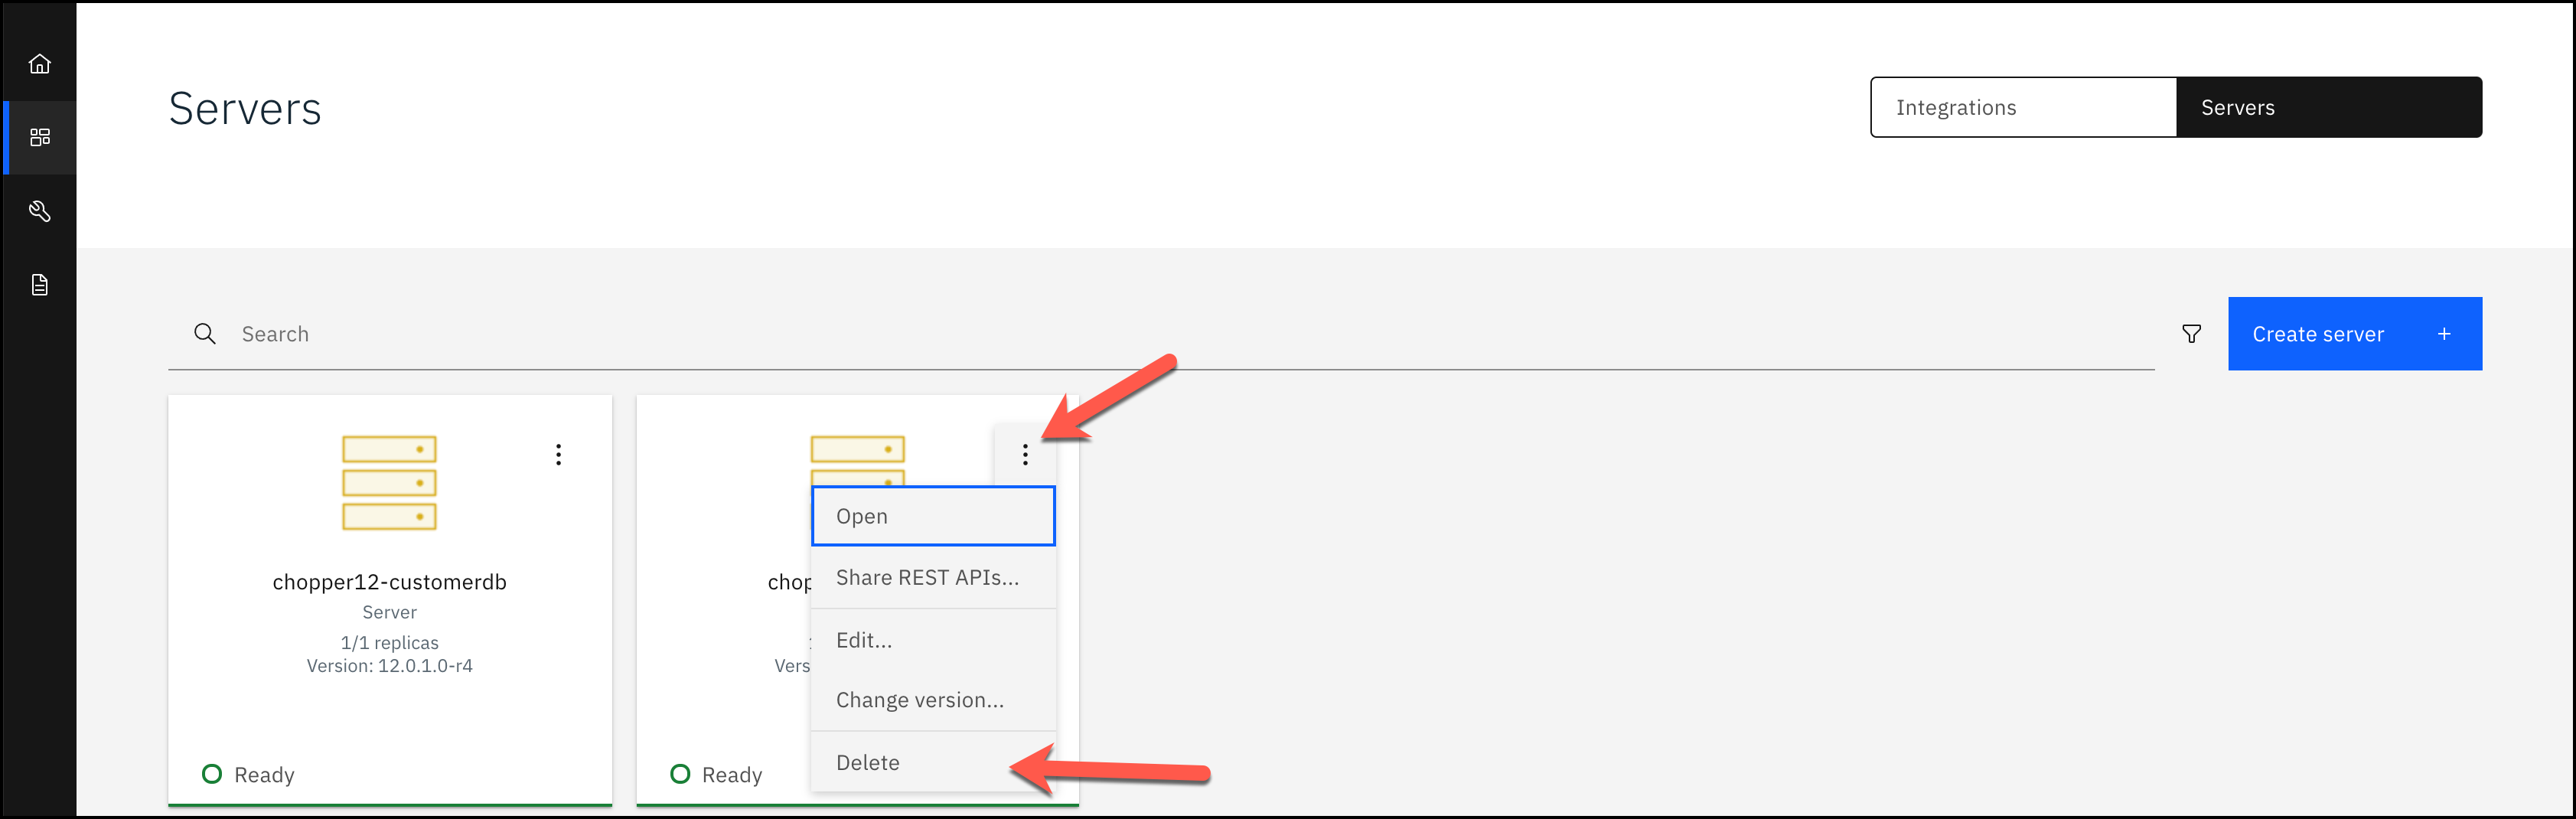 Servers
Integrations
Servers
Search
Create server +
chopper12-customerdb
Server
1/1 replicas
Version: 12.0.1.0-r4
Ready
chop
Vers
Ready
Open
Share REST APIs...
Edit...
Change version...
Delete